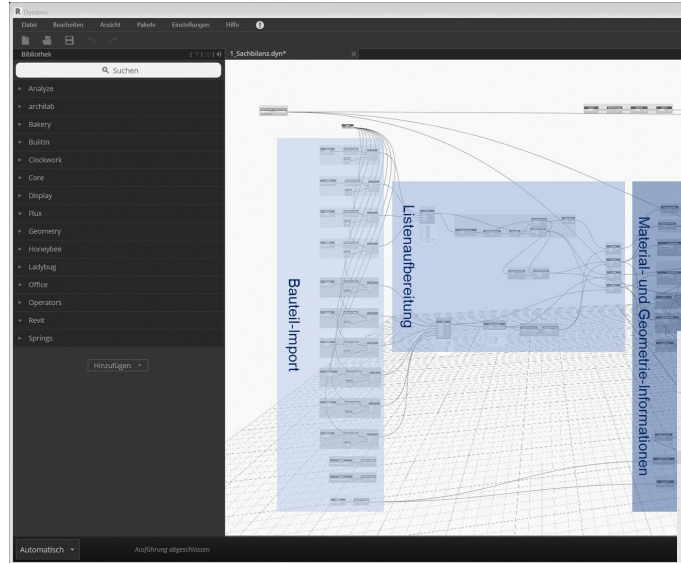 Dynamo
Datei Bearbeiten Ansicht Pakete Einstellungen Hilfe
Bibliothek
1_Sachbilanz.dyn*
Suchen
Analyze
archilab
Bakery
BuiltIn
Clockwork
Core
Display
Flux
Geometry
Honeybee
Ladybug
Office
Operators
Revit
Springs
Hinzufügen
Bauteil-Import
Listenaufbereitung
Material- und Geometrie-Informationen
Automatisch
Ausführung abgeschlossen